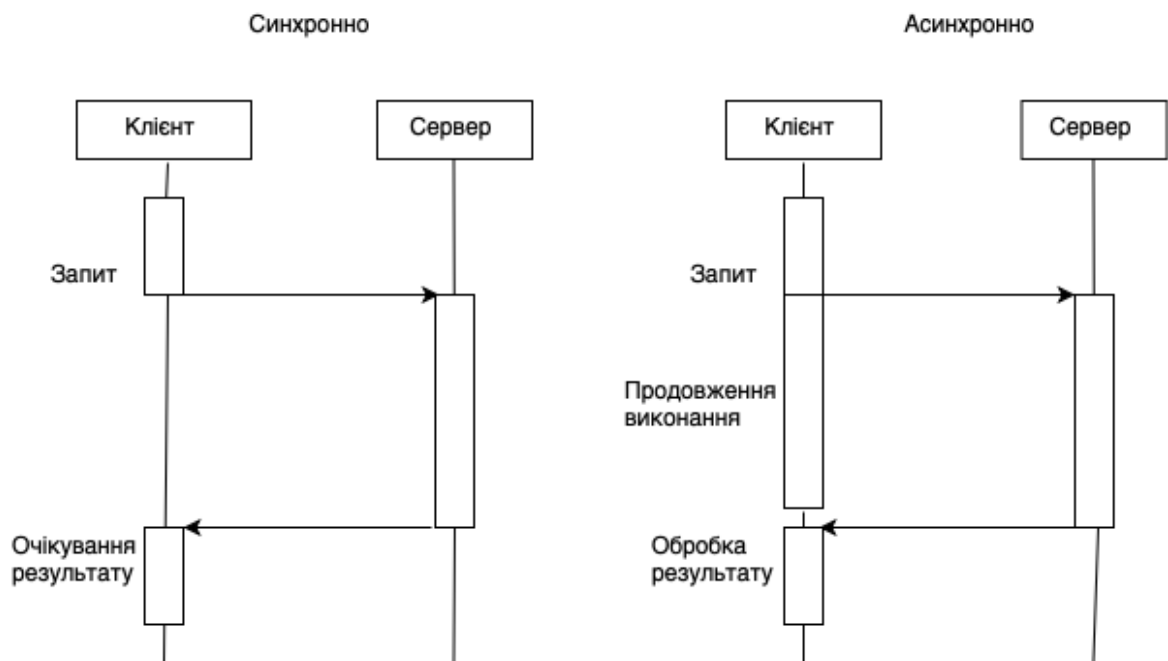 Синхронно
Асинхронно
Клієнт
Сервер
Клієнт
Сервер
Запит
Запит
Продовження
виконання
Очікування
результату
Обробка
результату